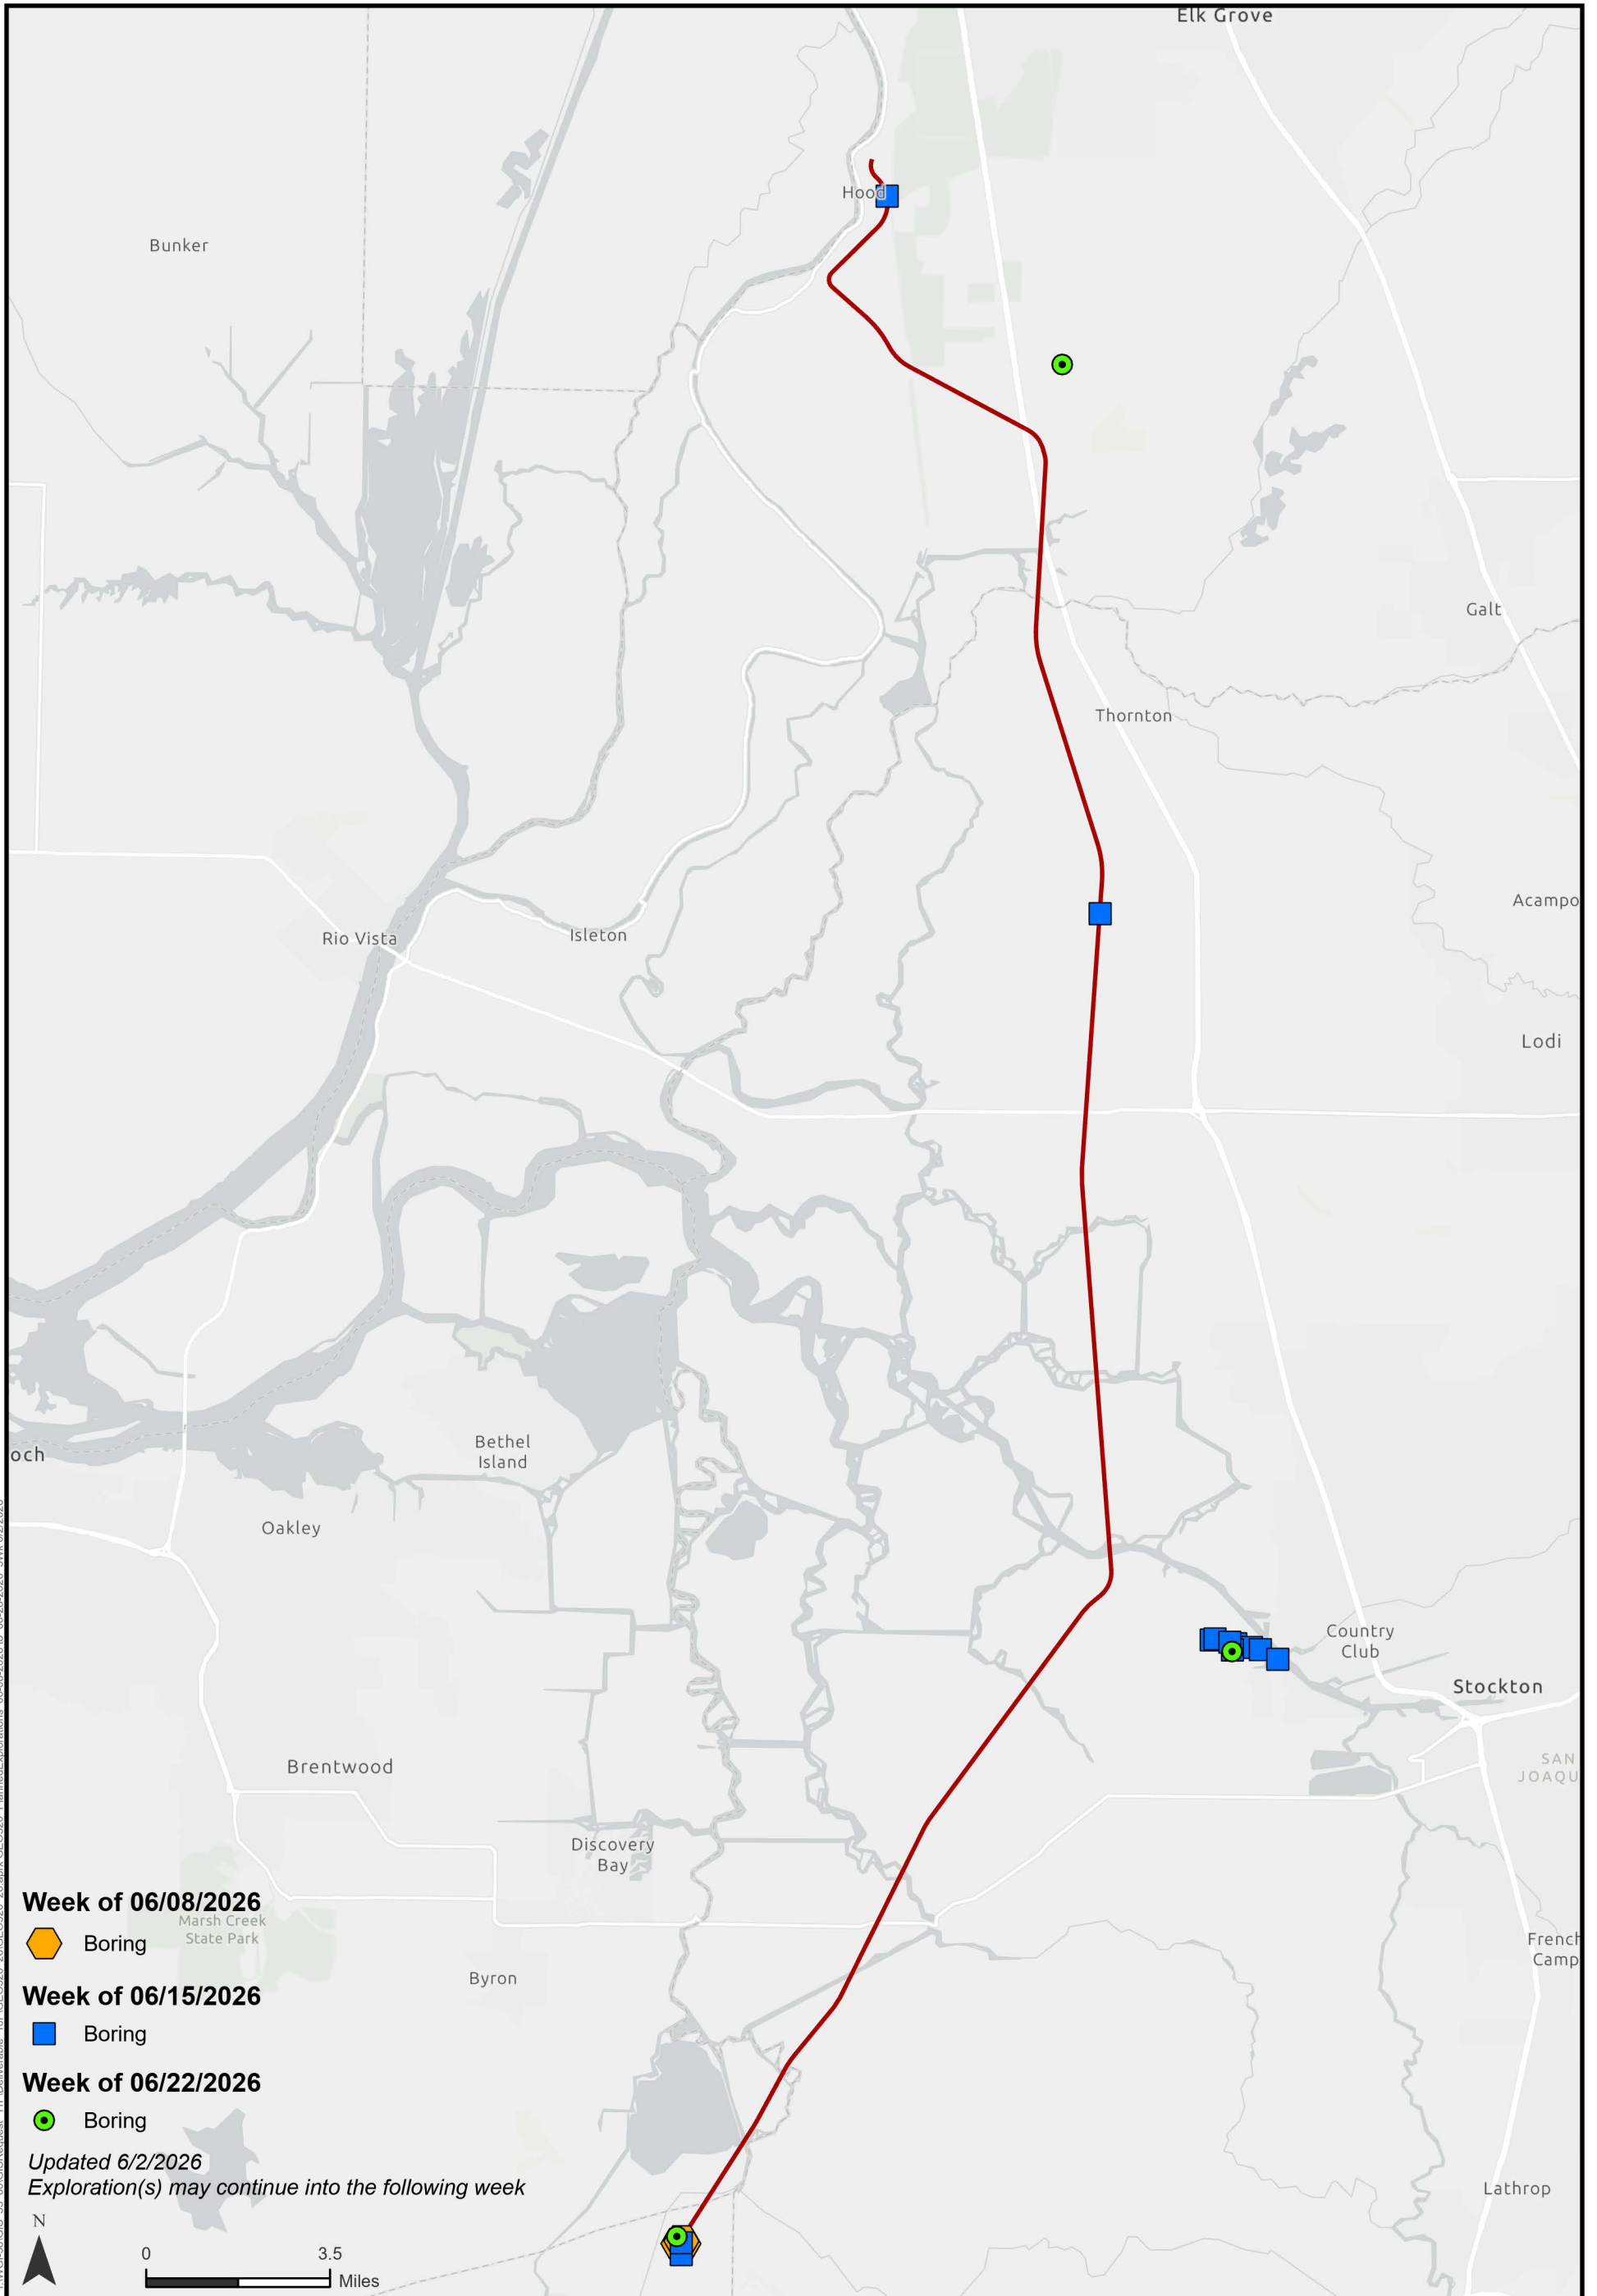 Elk Grove
Hood
Bunker
Galt
Thornton
Acampo
Rio Vista
Isleton
Lodi
Bethel
Island
och
Oakley
Country
Club
Stockton
SAN
JOAQU
Brentwood
Discovery
Bay
Week of 06/08/2026
Boring
Marsh Creek
State Park
French
Camp
Byron
Week of 06/15/2026
Boring
Week of 06/22/2026
Boring
Updated 6/2/2026
Exploration(s) may continue into the following week
Lathrop
N
0
3.5
Miles